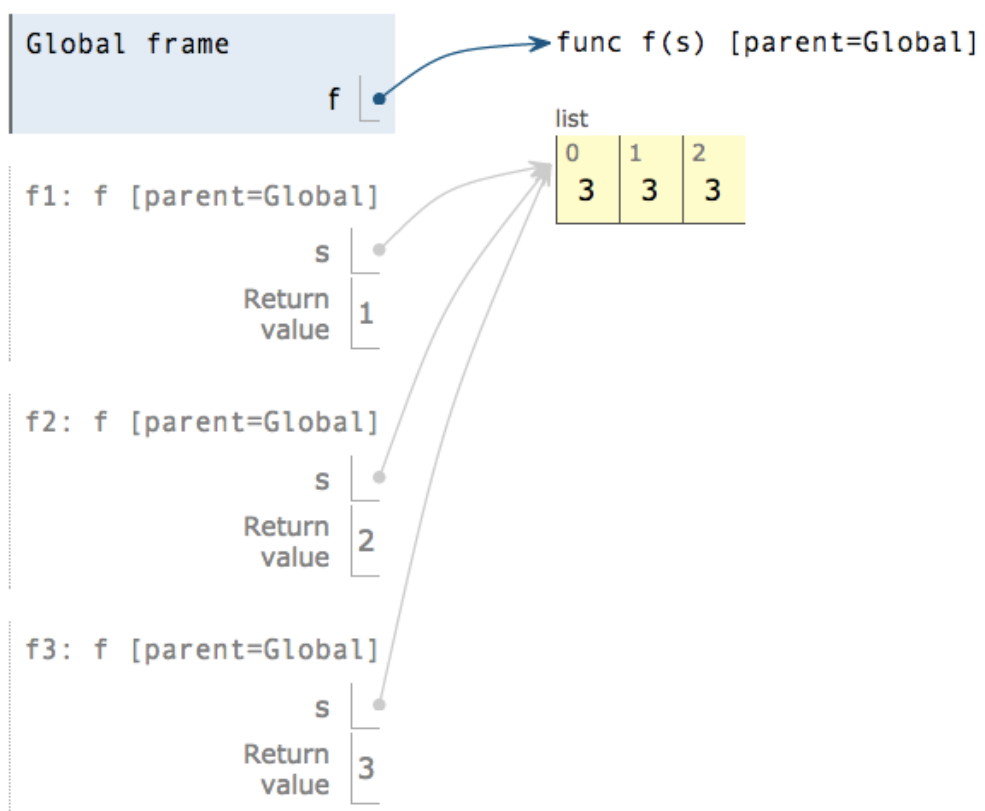 Global frame
f
func f(s) [parent=Global]
list
0 1 2
3 3 3
f1: f [parent=Global]
s
Return
value 1
f2: f [parent=Global]
s
Return
value 2
f3: f [parent=Global]
s
Return
value 3